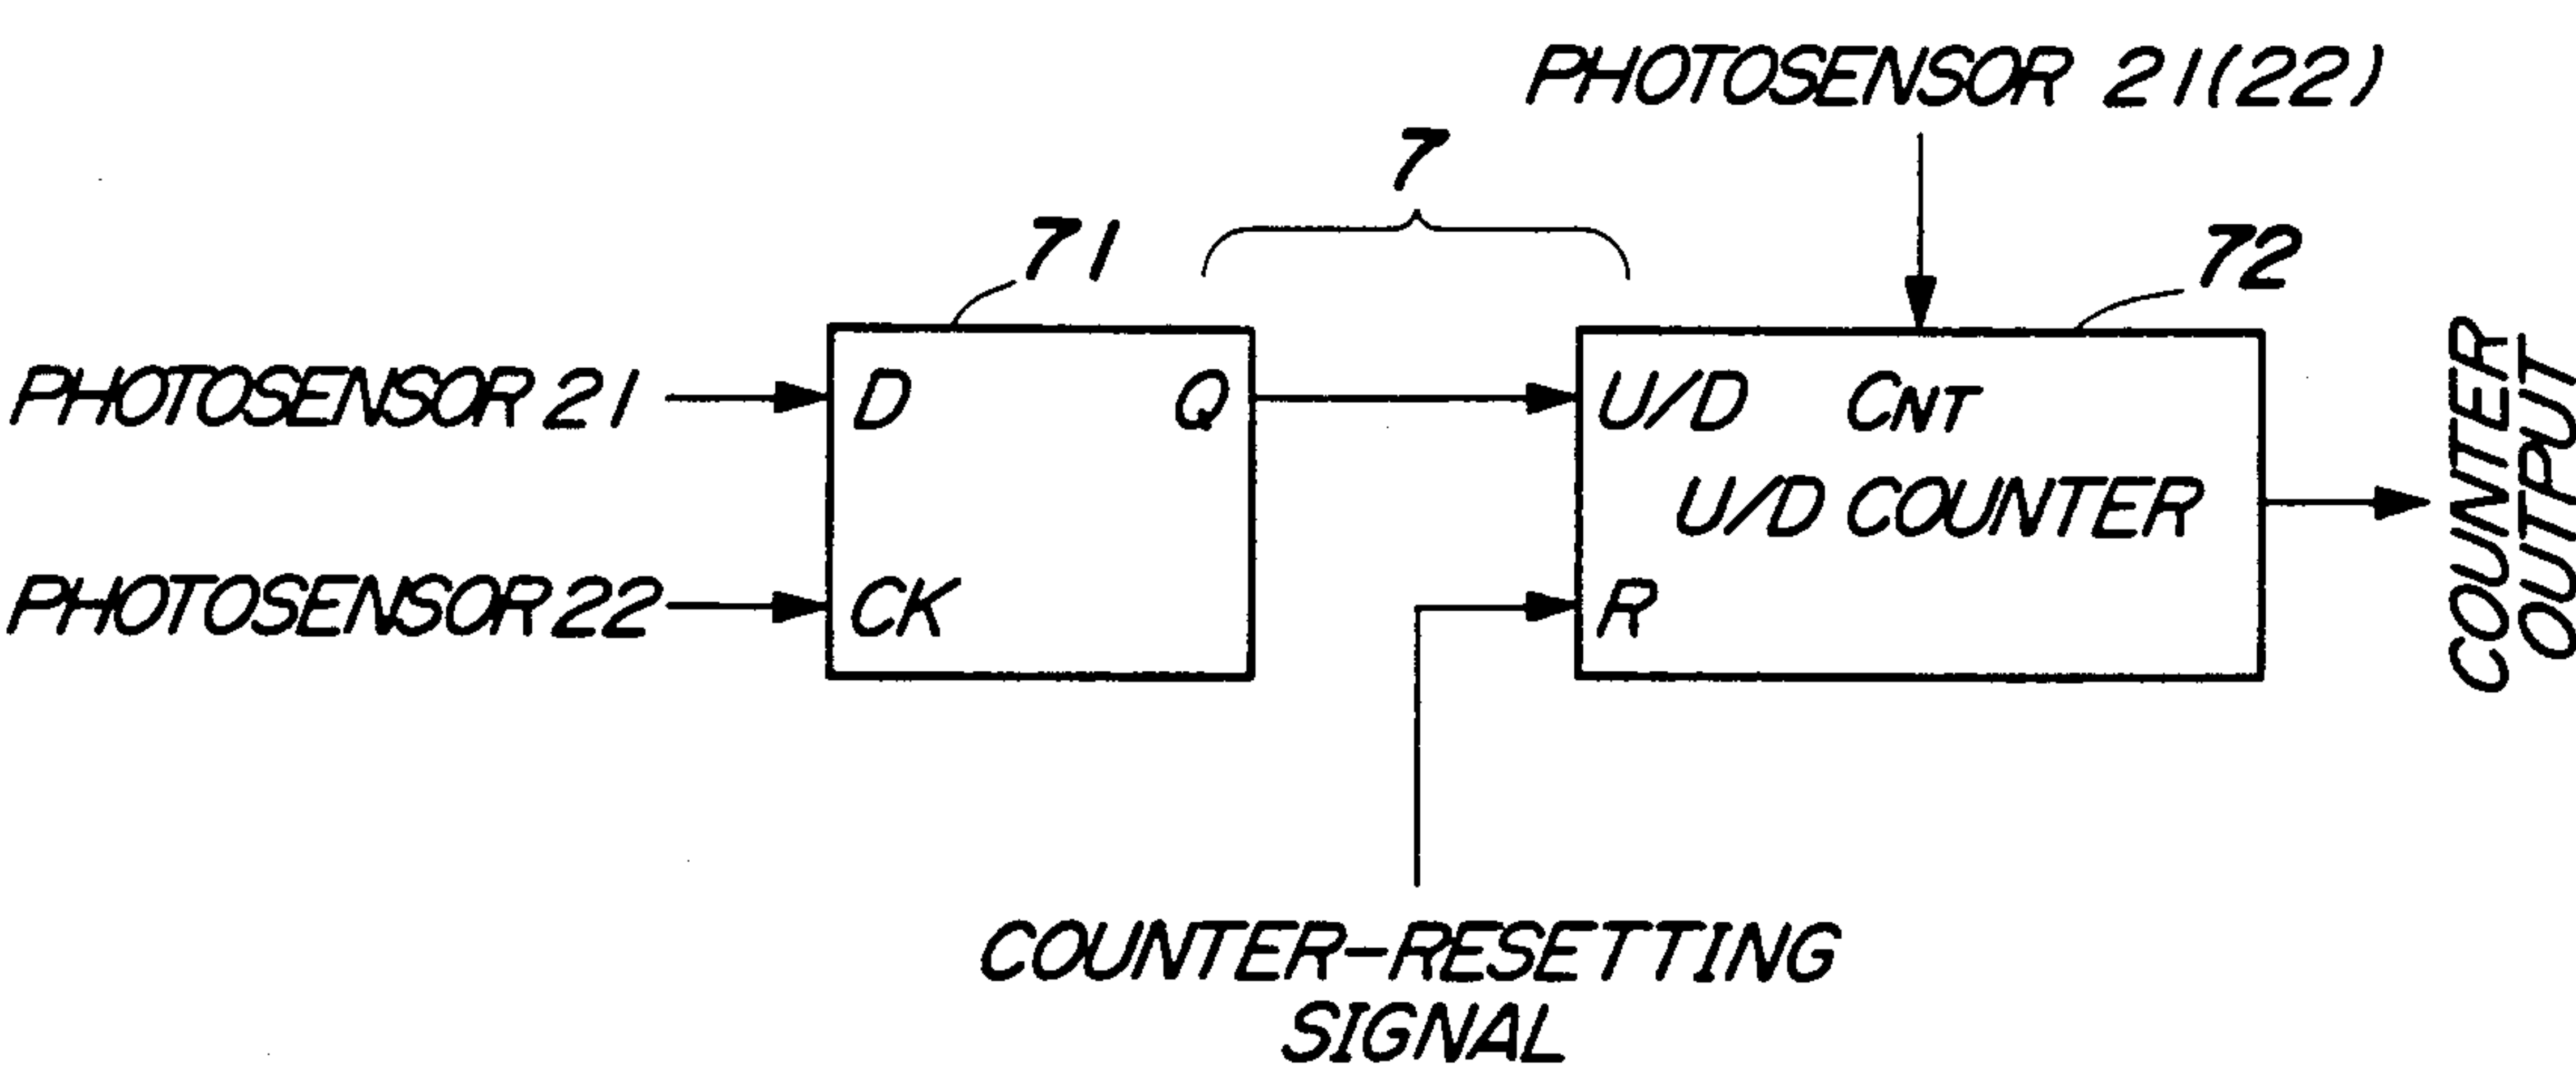 PHOTOSENSOR 21(22)
7
71
72
PHOTOSENSOR 21
D
Q
U/D
CNT
U/D COUNTER
PHOTOSENSOR 22
CK
R
COUNTER
OUTPUT
COUNTER-RESETTING
SIGNAL